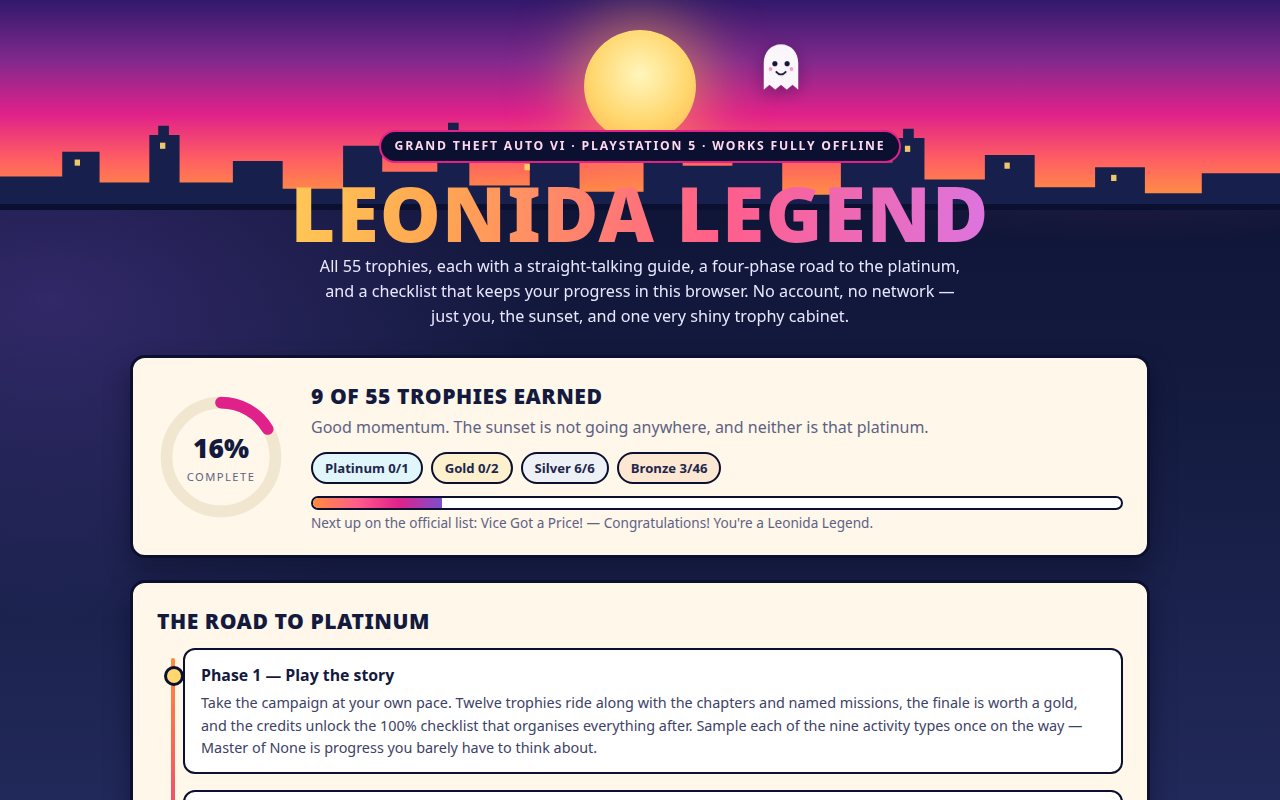 GRAND THEFT AUTO VI · PLAYSTATION 5 · WORKS FULLY OFFLINE
LEONIDA LEGEND
All 55 trophies, each with a straight-talking guide, a four-phase road to the platinum,
and a checklist that keeps your progress in this browser. No account, no network —
just you, the sunset, and one very shiny trophy cabinet.
16%
COMPLETE
9 OF 55 TROPHIES EARNED
Good momentum. The sunset is not going anywhere, and neither is that platinum.
Platinum 0/1 Gold 0/2 Silver 6/6 Bronze 3/46
Next up on the official list: Vice Got a Price! — Congratulations! You're a Leonida Legend.
THE ROAD TO PLATINUM
Phase 1 — Play the story
Take the campaign at your own pace. Twelve trophies ride along with the chapters and named missions, the finale is worth a gold,
and the credits unlock the 100% checklist that organises everything after. Sample each of the nine activity types once on the way —
Master of None is progress you barely have to think about.